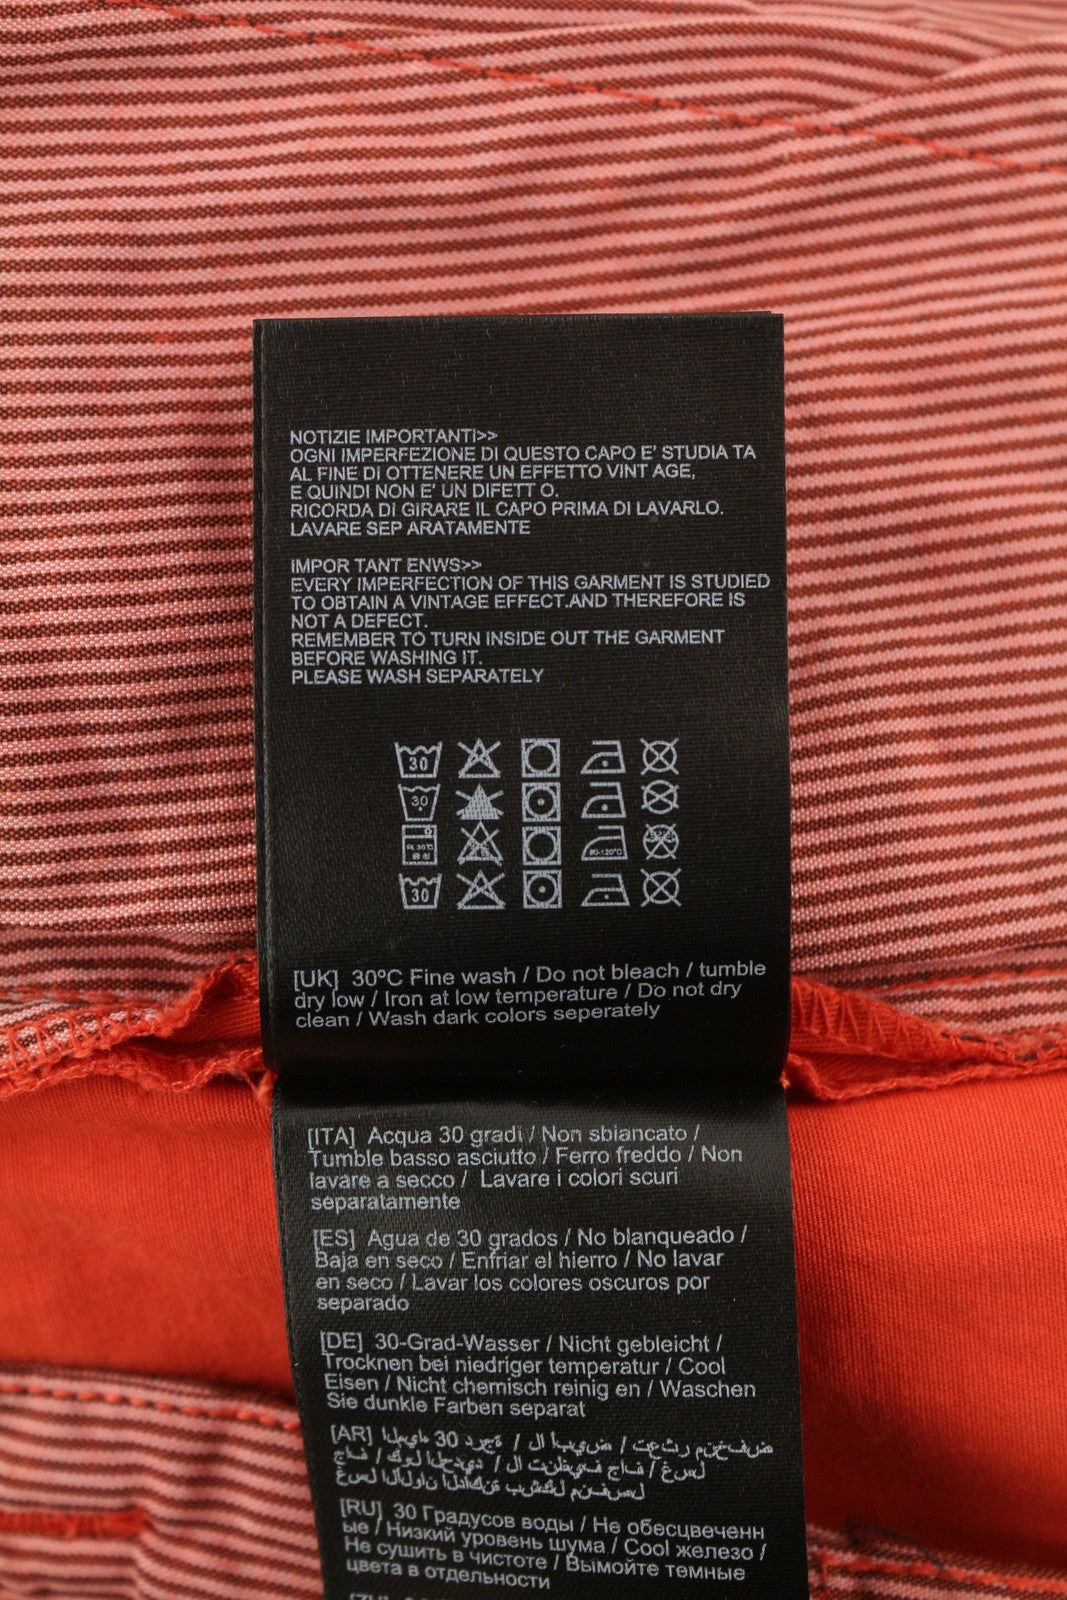 NOTIZIE IMPORTANTI>>
OGNI IMPERFEZIONE DI QUESTO CAPO E' STUDIA TA
AL FINE DI OTTENERE UN EFFETTO VINT AGE,
E QUINDI NON E' UN DIFETT O.
RICORDA DI GIRARE IL CAPO PRIMA DI LAVARLO.
LAVARE SEP ARATAMENTE
IMPOR TANT ENWS>>
EVERY IMPERFECTION OF THIS GARMENT IS STUDIED
TO OBTAIN A VINTAGE EFFECT.AND THEREFORE IS
NOT A DEFECT.
REMEMBER TO TURN INSIDE OUT THE GARMENT
BEFORE WASHING IT.
PLEASE WASH SEPARATELY
30
30
80-120°C
30
[UK] 30ºC Fine wash / Do not bleach / tumble
dry low / Iron at low temperature / Do not dry
clean / Wash dark colors seperately
[ITA] Acqua 30 gradi / Non sbiancato /
Tumble basso asciutto / Ferro freddo / Non
lavare a secco / Lavare i colori scuri
separatamente
[ES] Agua de 30 grados / No blanqueado /
Baja en seco / Enfriar el hierro / No lavar
en seco / Lavar los colores oscuros por
separado
[DE] 30-Grad-Wasser / Nicht gebleicht /
Trocknen bei niedriger temperatur / Cool
Eisen / Nicht chemisch reinig en / Waschen
Sie dunkle Farben separat
[AR] 30
[RU] 30 Градусов воды / Не обесцвеченн
ые / Низкий уровень шума / Cool железо /
Не сушить в чистоте / Вымойте темные
цвета в отдельности